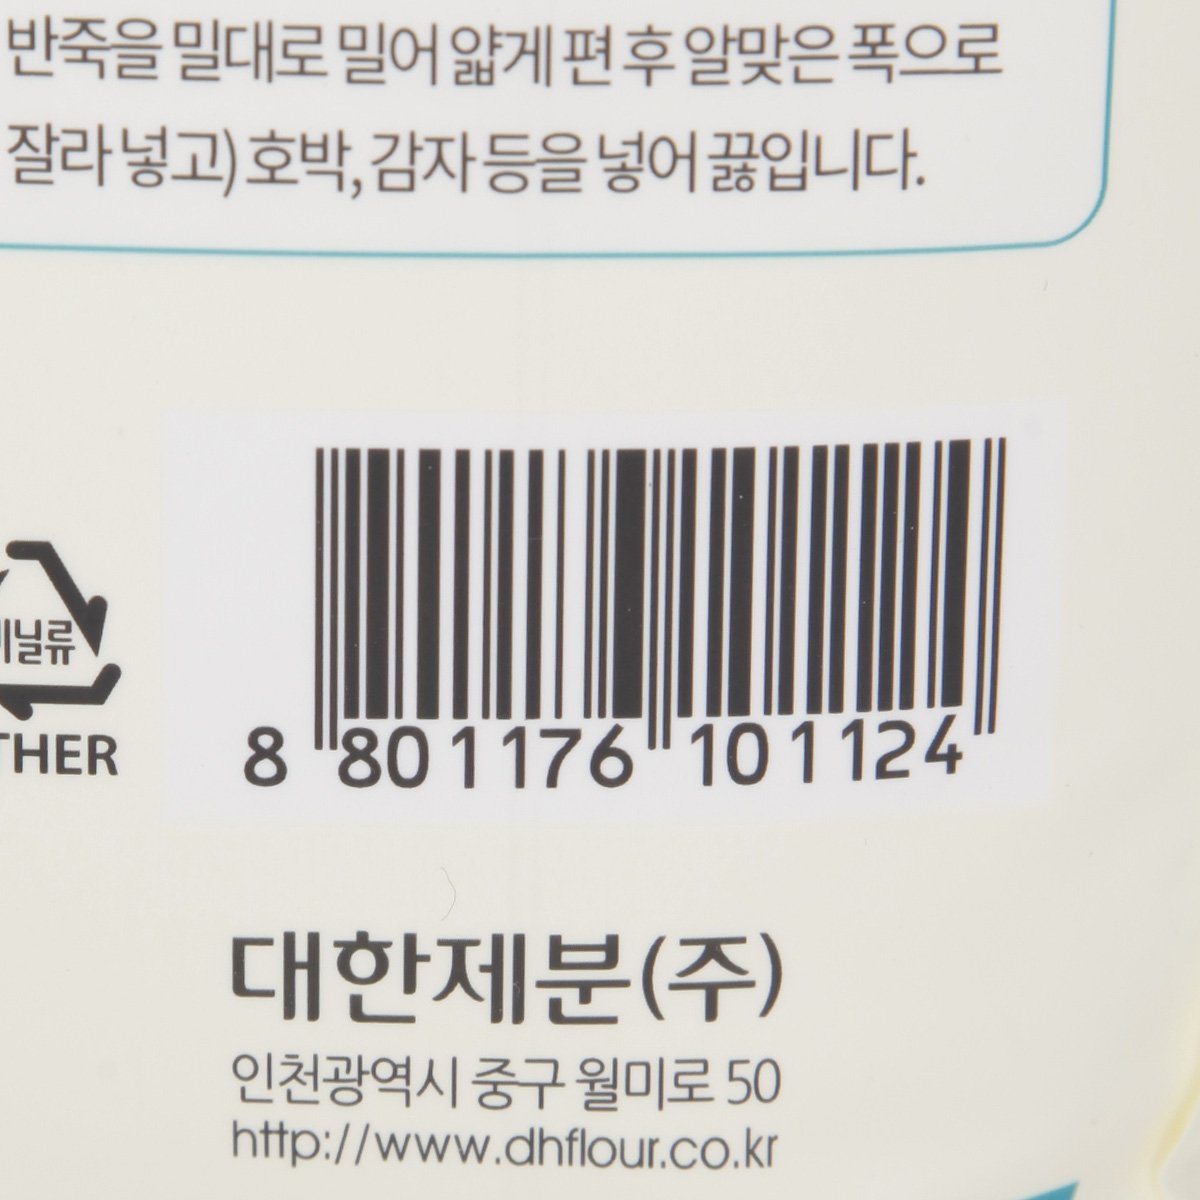 반죽을 밀대로 밀어 얇게 편 후 알맞은 폭으로
잘라 넣고) 호박, 감자 등을 넣어 끓입니다.
비닐류
THER
8 801176 101124
대한제분(주)
인천광역시 중구 월미로 50
http://www.dhflour.co.kr